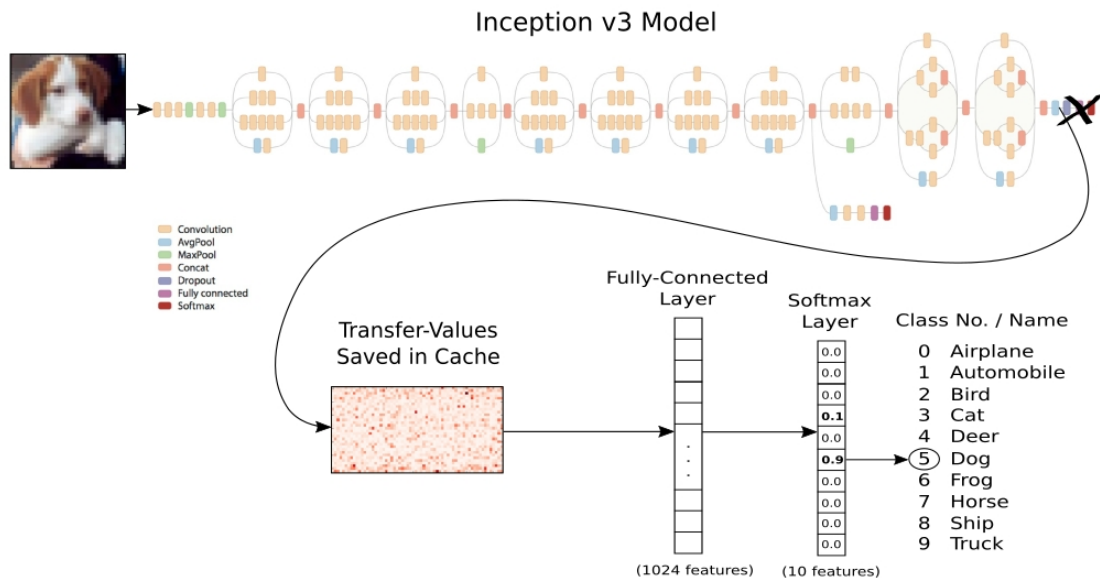 Inception v3 Model
Convolution
AvgPool
MaxPool
Concat
Dropout
Fully connected
Softmax
Transfer-Values
Saved in Cache
Fully-Connected
Layer
(1024 features)
Softmax
Layer
0.0
0.0
0.0
0.1
0.0
0.9
0.0
0.0
0.0
0.0
(10 features)
Class No. / Name
0 Airplane
1 Automobile
2 Bird
3 Cat
4 Deer
5 Dog
6 Frog
7 Horse
8 Ship
9 Truck